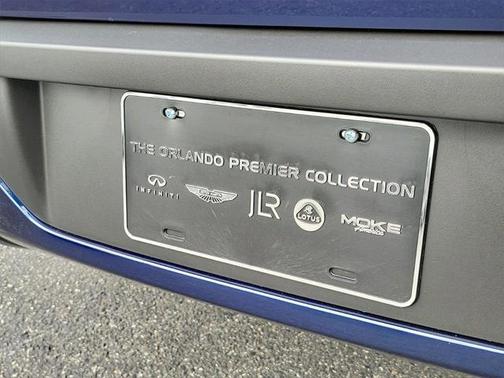 THE ORLANDO PREMIER COLLECTION
INFINITI JLR LOTUS MOKE